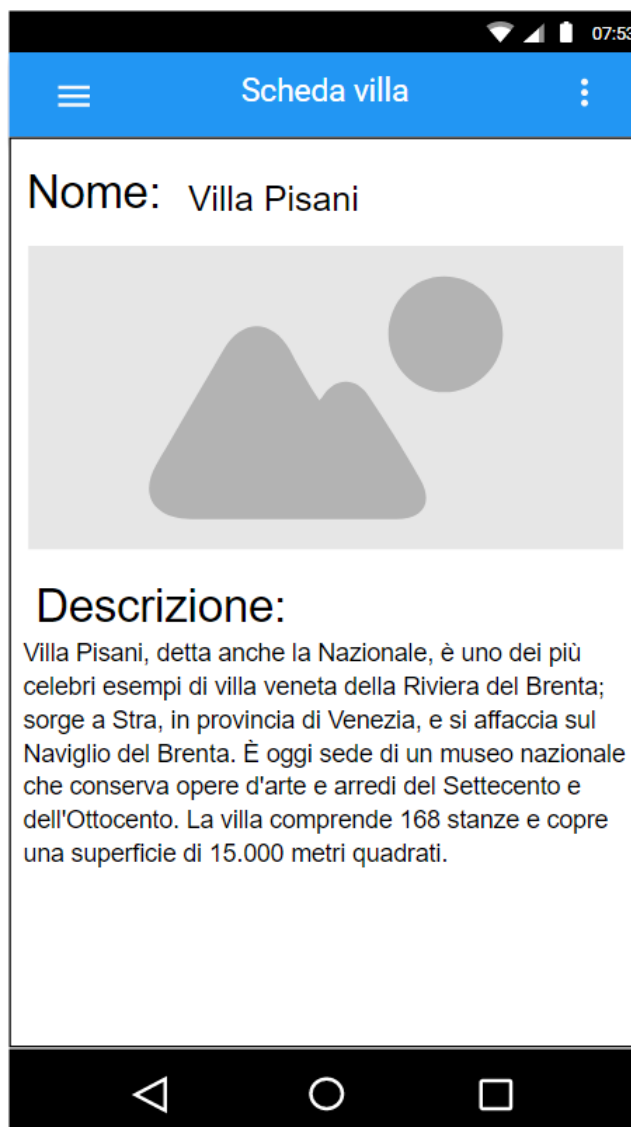 07:53
Scheda villa
Nome: Villa Pisani
Descrizione:
Villa Pisani, detta anche la Nazionale, è uno dei più
celebri esempi di villa veneta della Riviera del Brenta;
sorge a Stra, in provincia di Venezia, e si affaccia sul
Naviglio del Brenta. È oggi sede di un museo nazionale
che conserva opere d'arte e arredi del Settecento e
dell'Ottocento. La villa comprende 168 stanze e copre
una superficie di 15.000 metri quadrati.